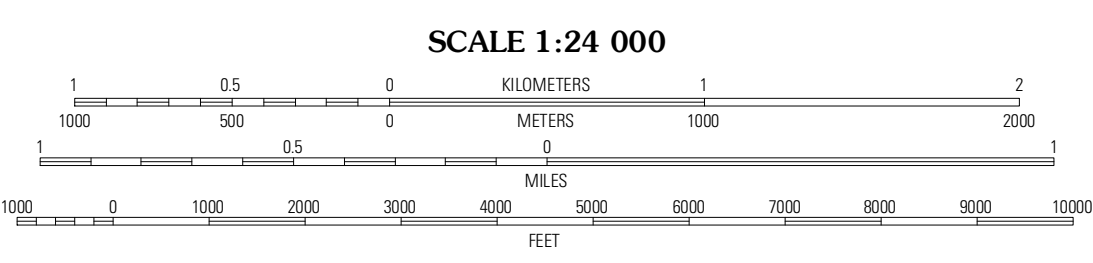 SCALE 1:24 000
1 0.5 0 KILOMETERS 1 2
1000 500 0 METERS 1000 2000
1 0.5 0 1
MILES
1000 0 1000 2000 3000 4000 5000 6000 7000 8000 9000 10000
FEET